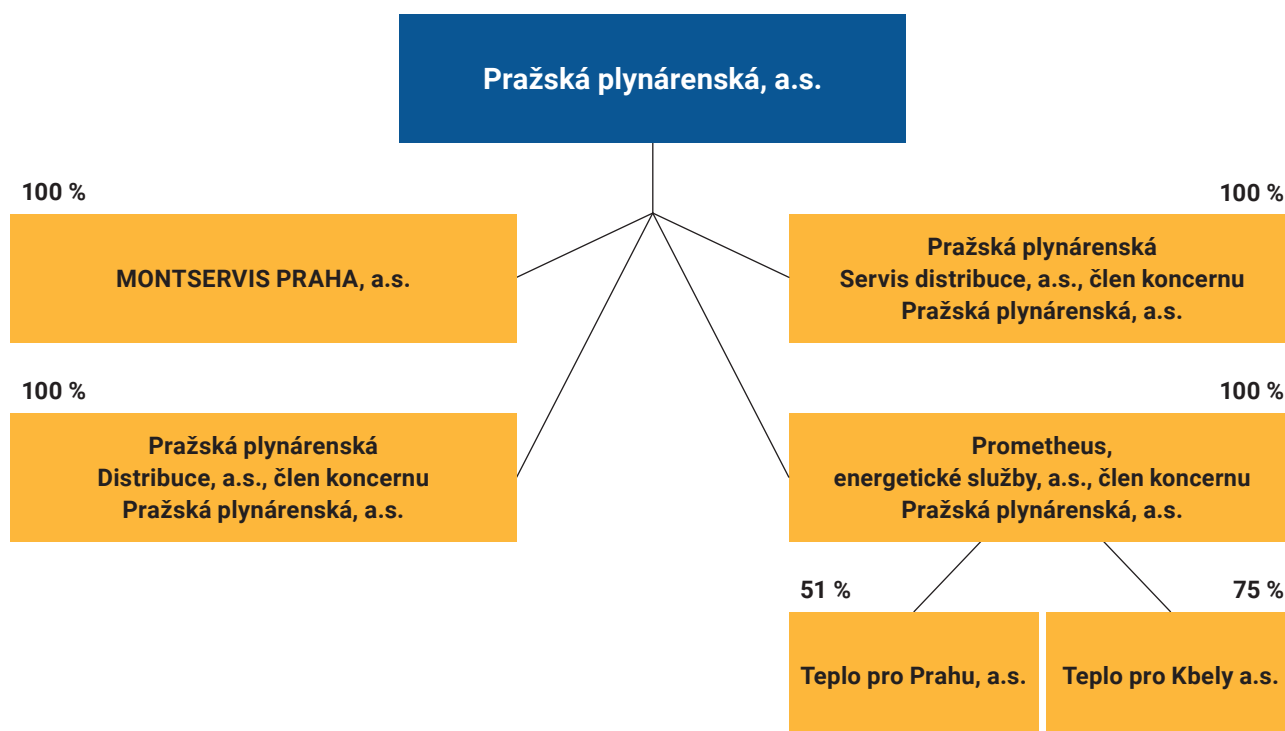 Pražská plynárenská, a.s.
100 %
MONTSERVIS PRAHA, a.s.
100 %
Pražská plynárenská
Servis distribuce, a.s., člen koncernu
Pražská plynárenská, a.s.
100 %
Pražská plynárenská
Distribuce, a.s., člen koncernu
Pražská plynárenská, a.s.
100 %
Prometheus,
energetické služby, a.s., člen koncernu
Pražská plynárenská, a.s.
51 %
Teplo pro Prahu, a.s.
75 %
Teplo pro Kbely a.s.